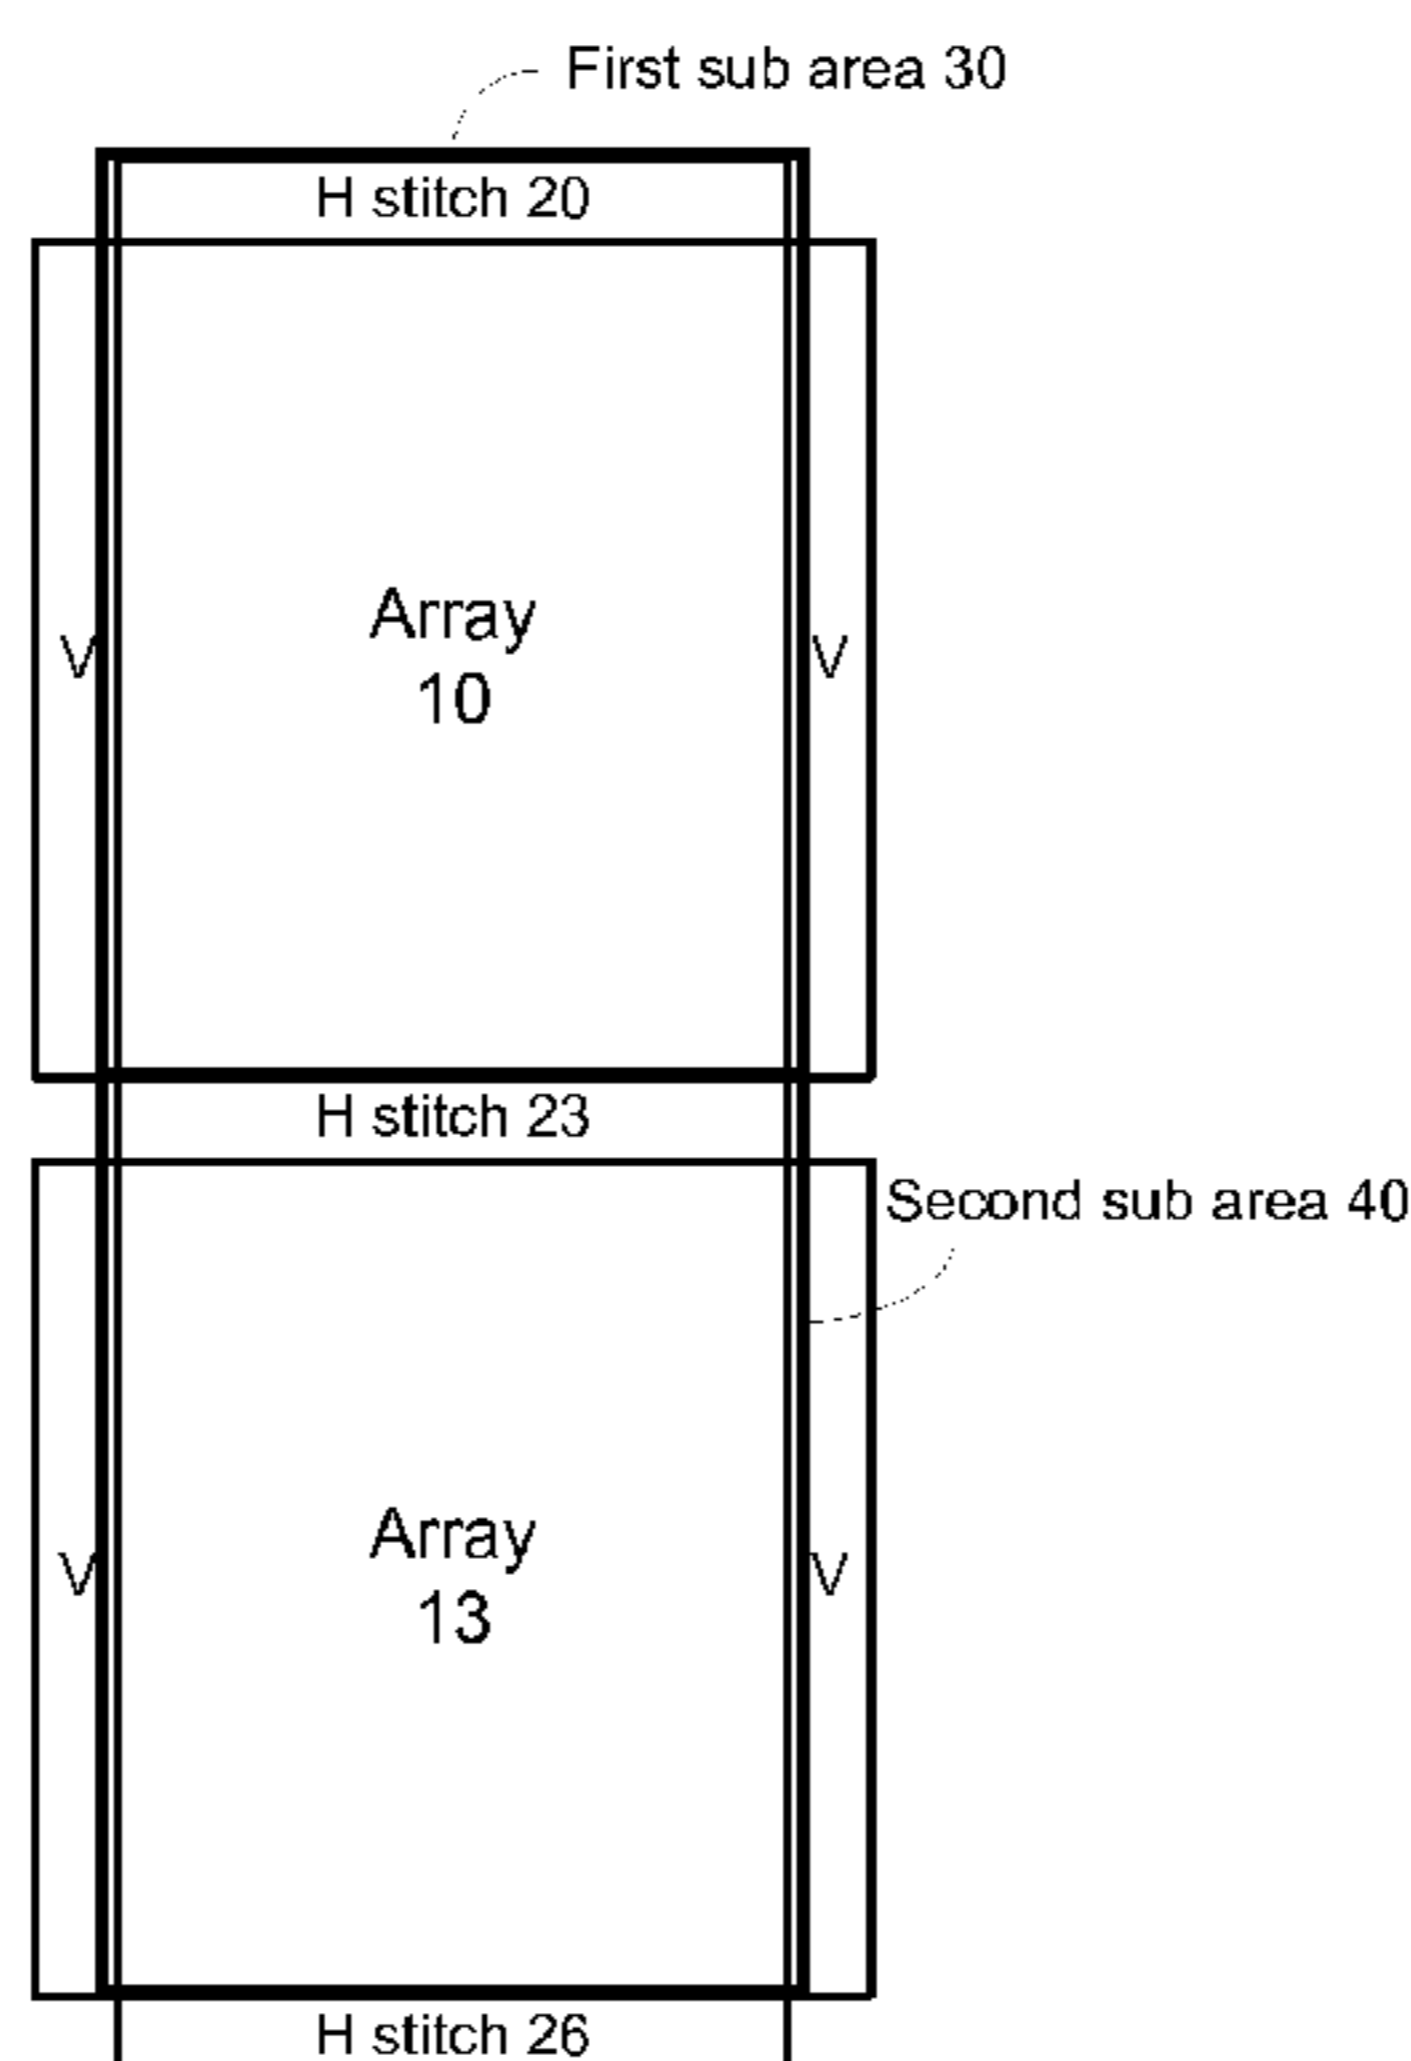 First sub area 30
H stitch 20
Array
10
V
V
H stitch 23
Second sub area 40
Array
13
V
V
H stitch 26